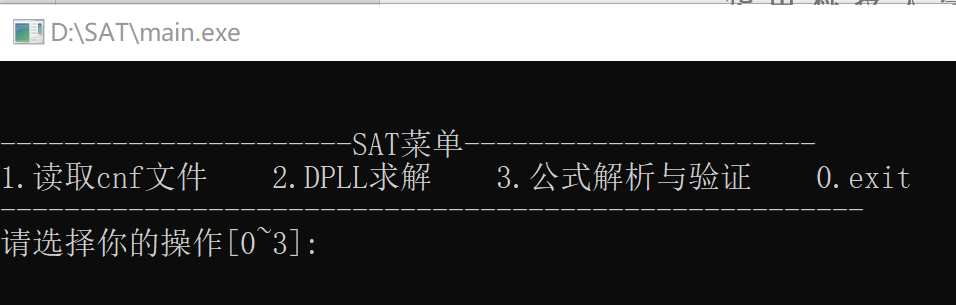 D:\SAT\main.exe
----------------------SAT菜单----------------------
1.读取cnf文件    2.DPLL求解    3.公式解析与验证    0.exit
------------------------------------------------------
请选择你的操作[0~3]: